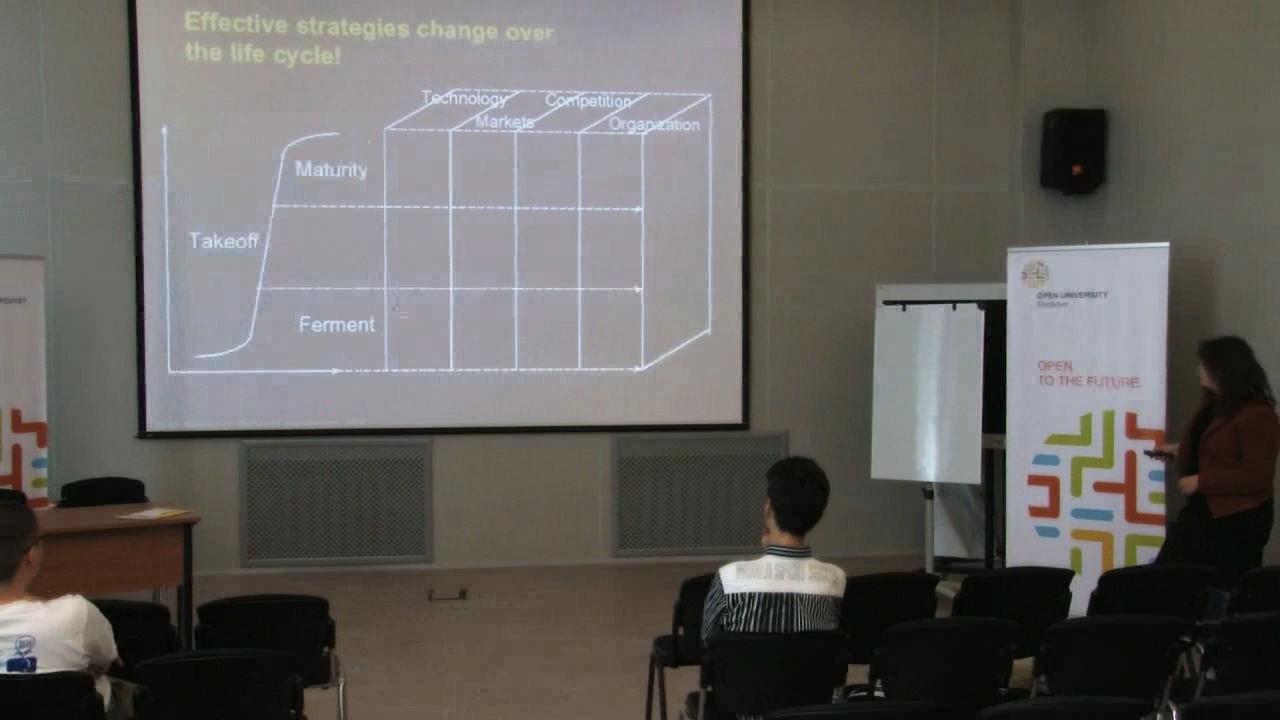 Effective strategies change over
the life cycle!
Technology
Competition
Markets
Organization
Maturity
Takeoff
Ferment
OPEN UNIVERSITY
OPEN
TO THE FUTURE